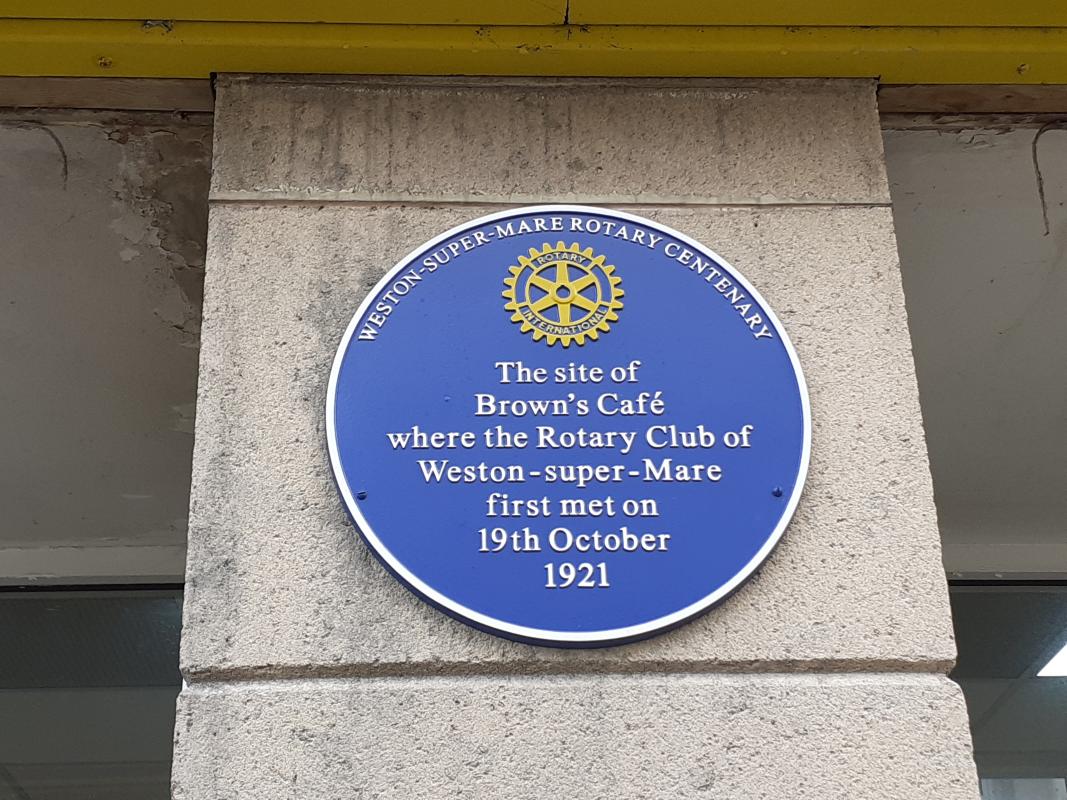 WESTON-SUPER-MARE ROTARY CENTENARY
ROTARY
INTERNATIONAL
The site of
Brown's Café
where the Rotary Club of
Weston-super-Mare
first met on
19th October
1921